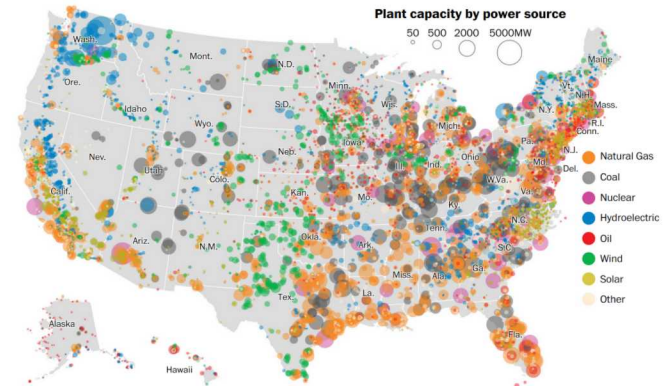 Plant capacity by power source
50 500 2000 5000MW
Wash.
Mont.
N.D.
Minn.
Maine
Ore.
Idaho
S.D.
Wis.
Vt.
N.H.
Wyo.
Mich.
N.Y.
Mass.
R.I.
Conn.
Nev.
Utah
Neb.
Iowa
Ill.
Ind.
Ohio
Pa.
N.J.
Md.
Del.
Calif.
Colo.
Kan.
Mo.
Ky.
W.Va.
Va.
Ariz.
N.M.
Okla.
Ark.
Tenn.
N.C.
S.C.
Tex.
La.
Miss.
Ala.
Ga.
Fla.
Alaska
Hawaii
Natural Gas
Coal
Nuclear
Hydroelectric
Oil
Wind
Solar
Other